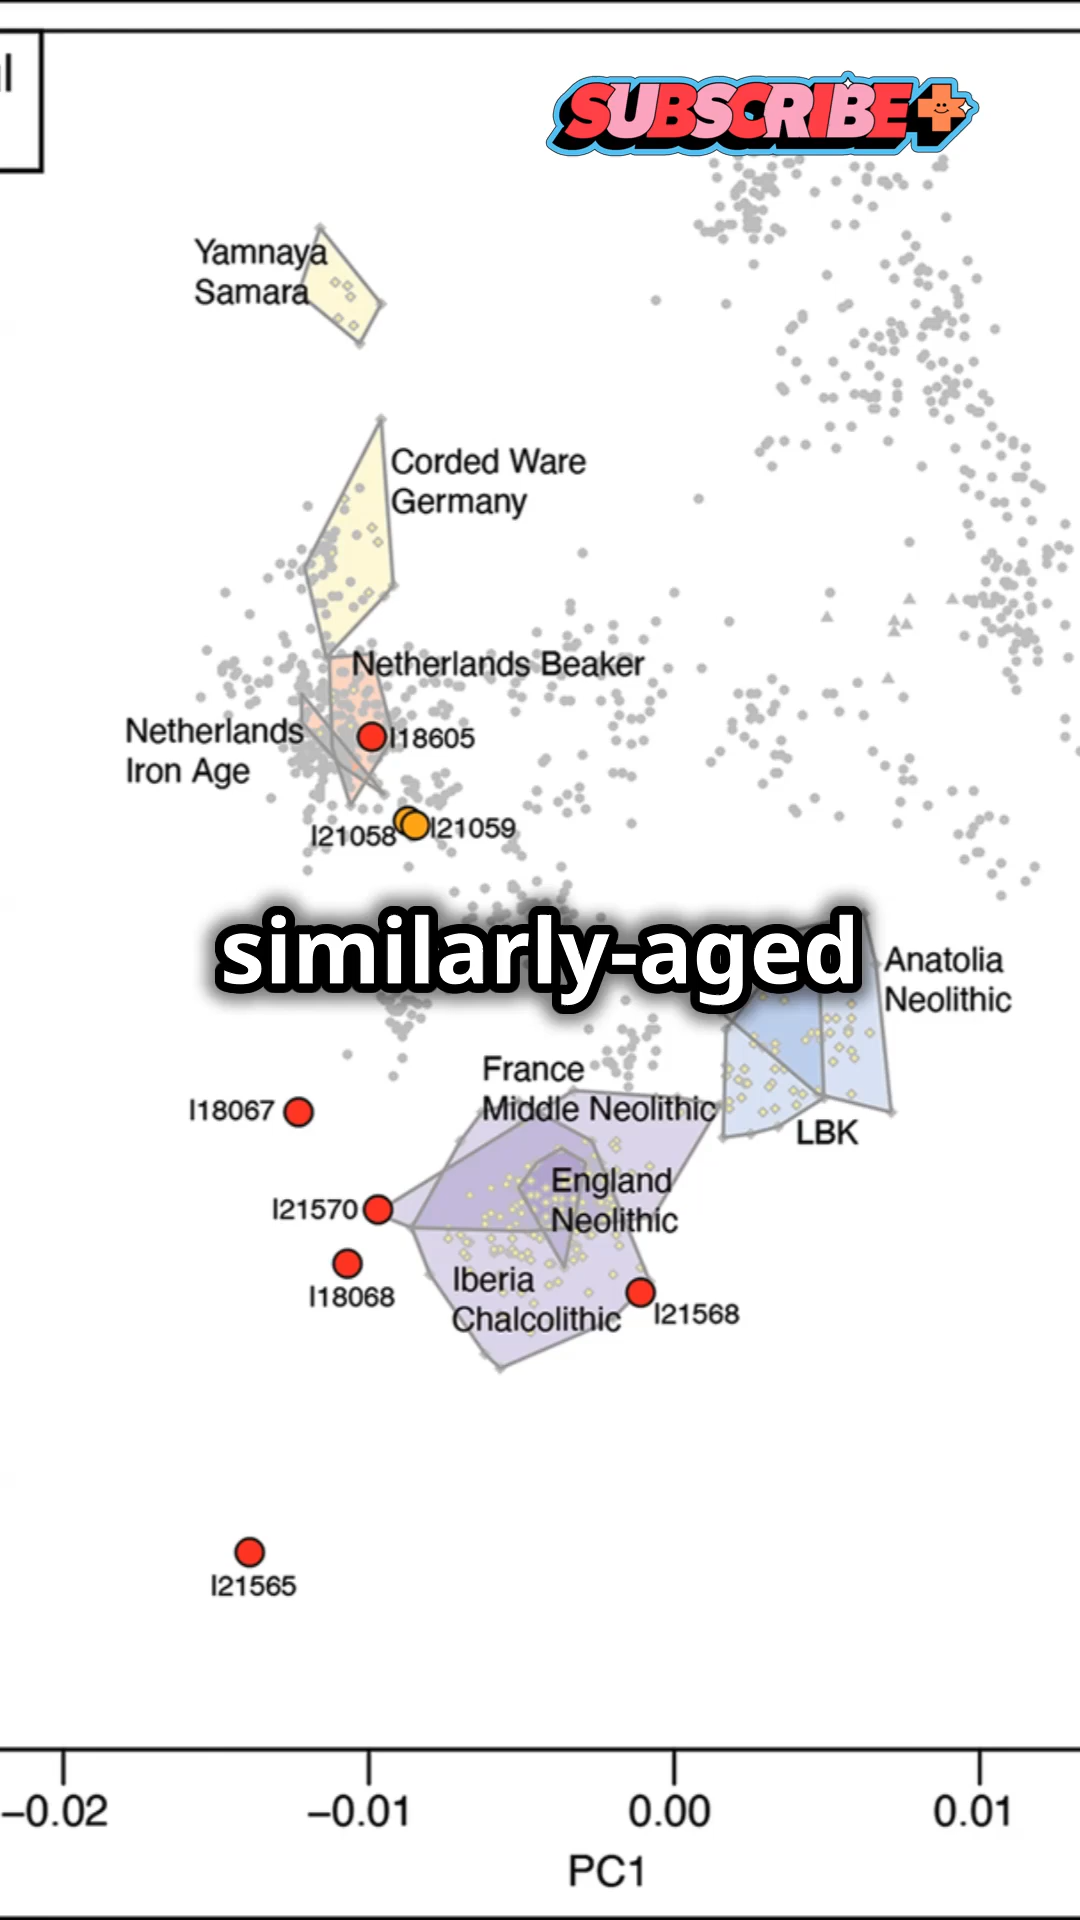 SUBSCRIBE
Yamnaya
Samara
Corded Ware
Germany
Netherlands Beaker
Netherlands
Iron Age
I18605
I21058
I21059
similarly-aged
Anatolia
Neolithic
France
Middle Neolithic
LBK
I18067
England
Neolithic
I21570
Iberia
Chalcolithic
I18068
I21568
I21565
−0.02
−0.01
0.00
0.01
PC1